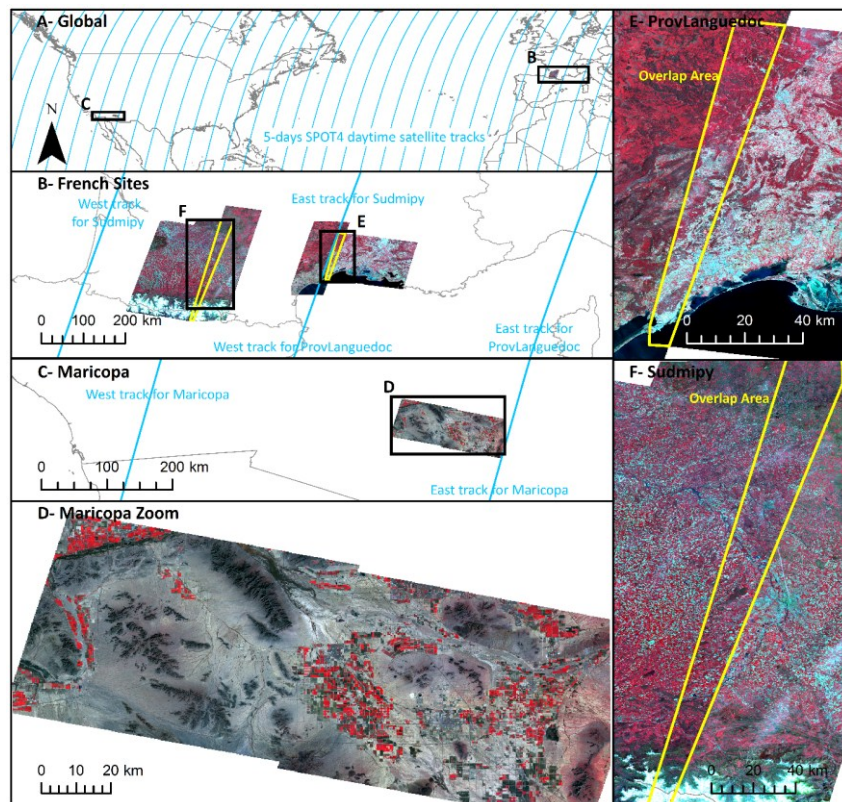 A- Global
B
C
N
5-days SPOT4 daytime satellite tracks
B- French Sites
West track
for Sudmipy
F
East track for Sudmipy
E
0 100 200 km
West track for ProvLanguedoc
East track for
ProvLanguedoc
C- Maricopa
West track for Maricopa
D
0 100 200 km
East track for Maricopa
D- Maricopa Zoom
0 10 20 km
E- ProvLanguedoc
Overlap Area
0 20 40 km
F- Sudmipy
Overlap Area
0 20 40 km